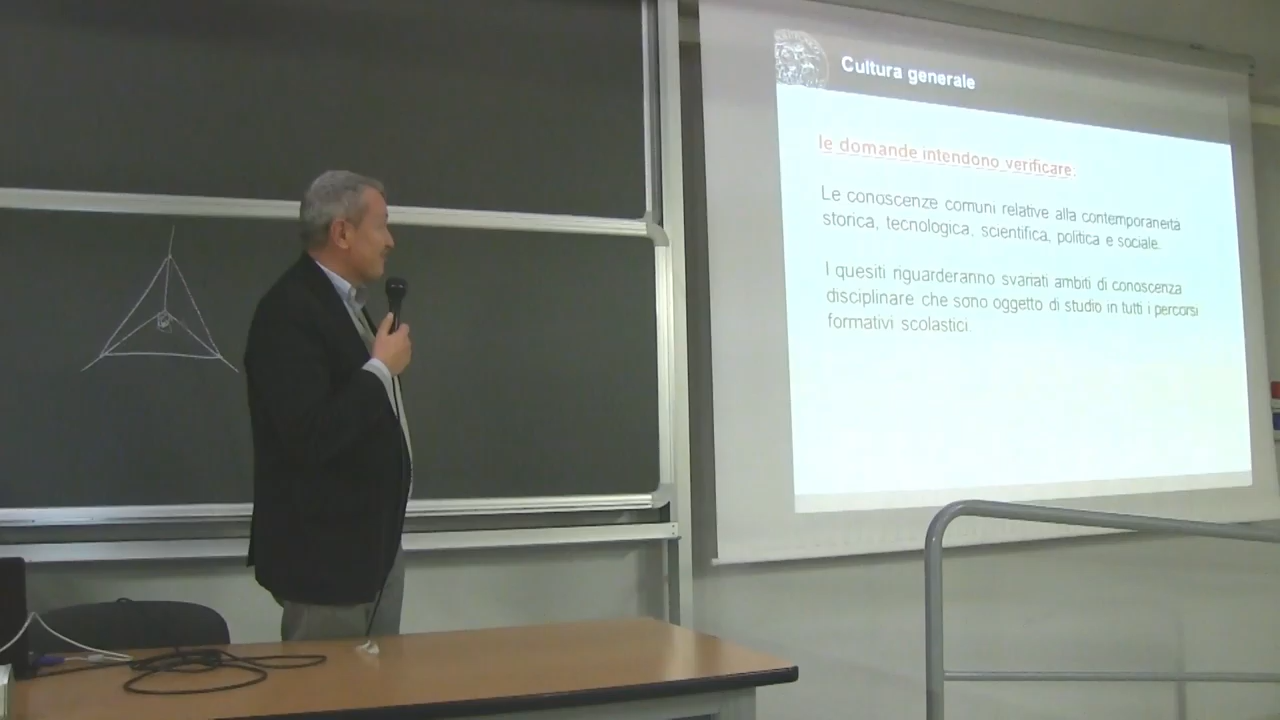 Cultura generale
le domande intendono verificare:
Le conoscenze comuni relative alla contemporaneità
storica, tecnologica, scientifica, politica e sociale.
I quesiti riguarderanno svariati ambiti di conoscenza
disciplinare che sono oggetto di studio in tutti i percorsi
formativi scolastici.